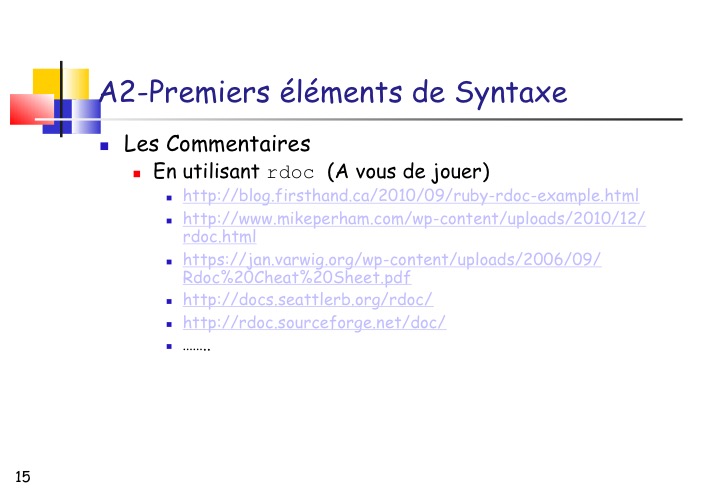 A2-Premiers éléments de Syntaxe
Les Commentaires
En utilisant rdoc (A vous de jouer)
http://blog.firsthand.ca/2010/09/ruby-rdoc-example.html
http://www.mikeperham.com/wp-content/uploads/2010/12/
rdoc.html
https://jan.varwig.org/wp-content/uploads/2006/09/
Rdoc%20Cheat%20Sheet.pdf
http://docs.seattlerb.org/rdoc/
http://rdoc.sourceforge.net/doc/
……..
15